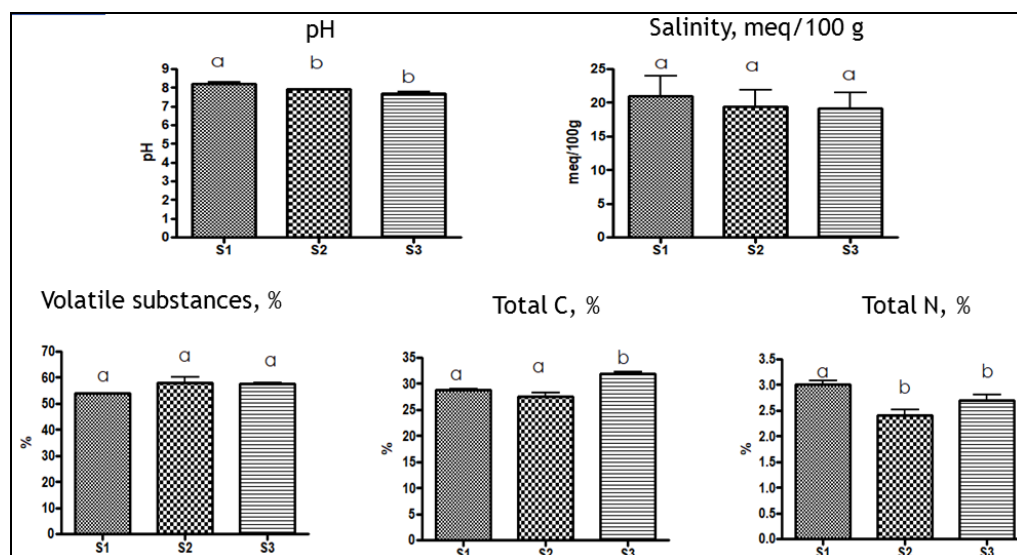 pH
a
b
b
9
8
7
6
5
4
3
2
1
0
pH
S1
S2
S3
Salinity, meq/100 g
a
a
a
25
20
15
10
5
0
meq/100g
S1
S2
S3
Volatile substances, %
a
a
a
70
60
50
40
30
20
10
0
%
S1
S2
S3
Total C, %
a
a
b
35
30
25
20
15
10
5
0
%
S1
S2
S3
Total N, %
a
b
b
3.5
3.0
2.5
2.0
1.5
1.0
0.5
0.0
%
S1
S2
S3